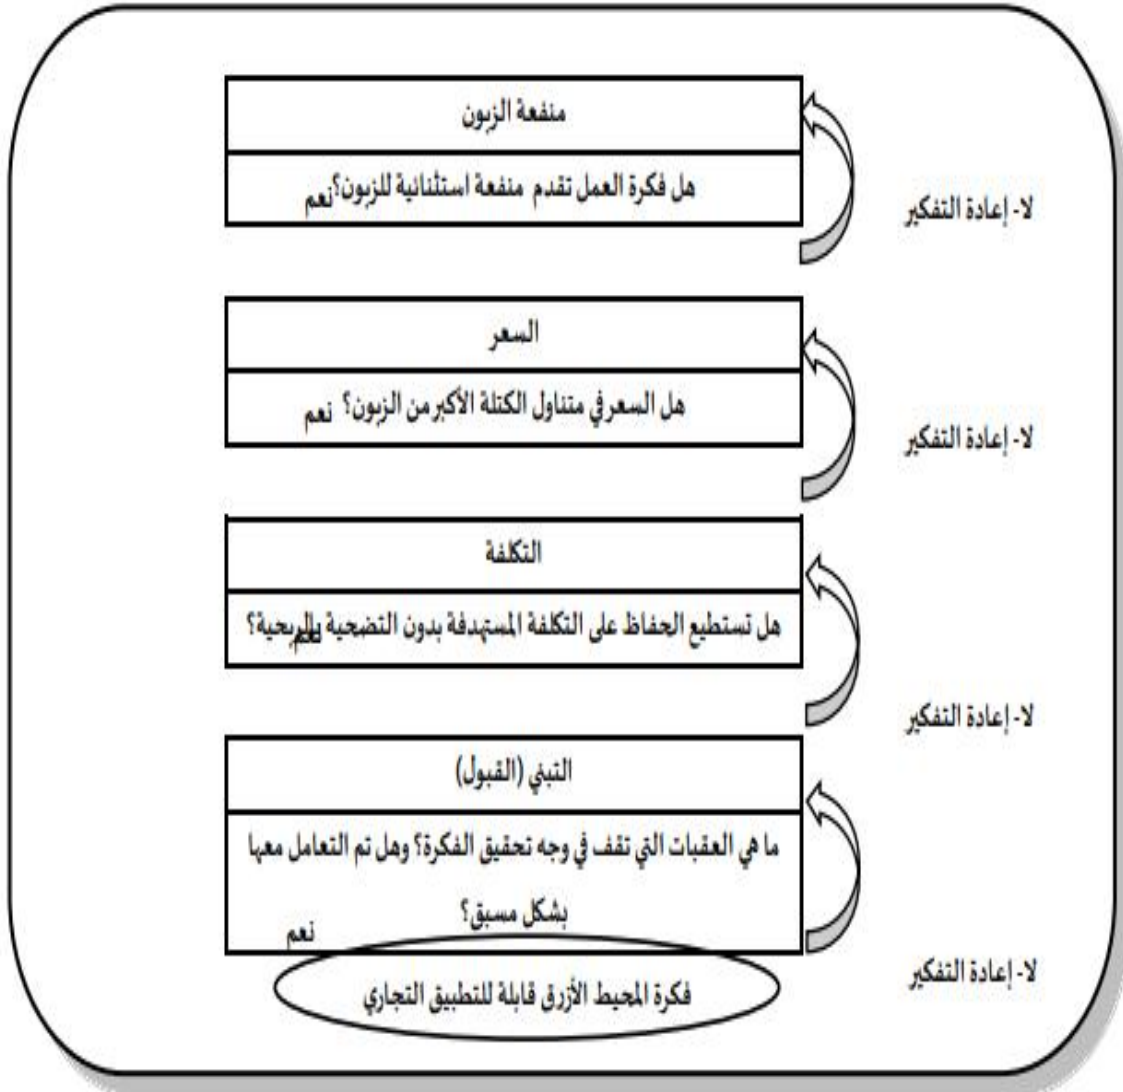 منفعة الزبون
هل فكرة العمل تقدم منفعة استثنائية للزبون؟ نعم
لا- إعادة التفكير
السعر
هل السعر في متناول الكتلة الأكبر من الزبون؟ نعم
لا- إعادة التفكير
التكلفة
هل تستطيع الحفاظ على التكلفة المستهدفة بدون التضحية بالربحية؟ نعم
لا- إعادة التفكير
التبني (القبول)
ما هي العقبات التي تقف في وجه تحقيق الفكرة؟ وهل تم التعامل معها
بشكل مسبق؟
نعم
لا- إعادة التفكير
فكرة المحيط الأزرق قابلة للتطبيق التجاري